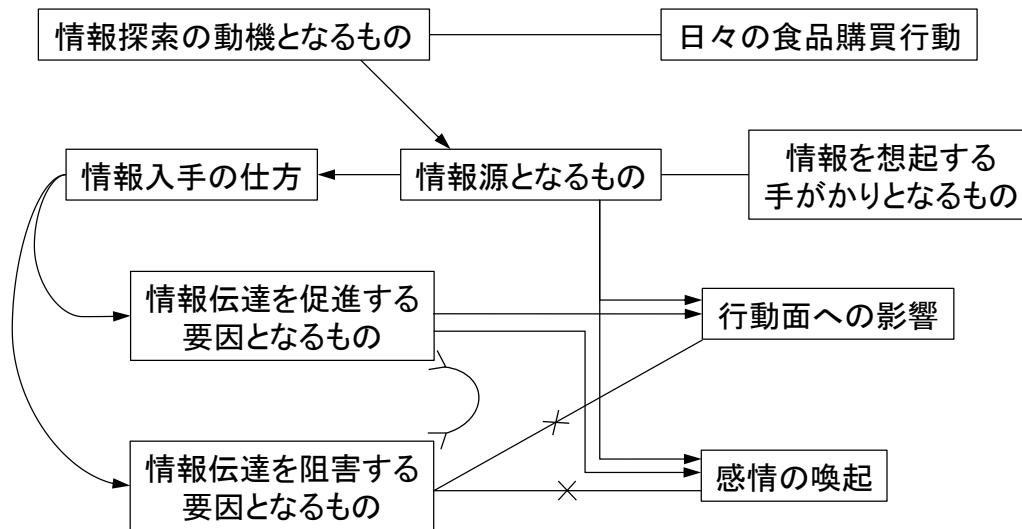 情報探索の動機となるもの
日々の食品購買行動
情報入手の仕方
情報源となるもの
情報を想起する
手がかりとなるもの
情報伝達を促進する
要因となるもの
行動面への影響
情報伝達を阻害する
要因となるもの
感情の喚起